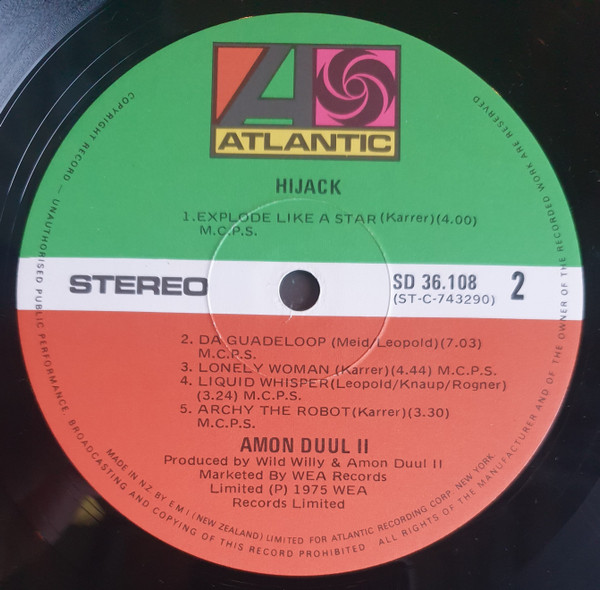 ATLANTIC
HIJACK
1.EXPLODE LIKE A STAR (Karrer)(4.00)
M.C.P.S.
STEREO
SD 36.108
(ST-C-743290)
2
2. DA GUADELOOP (Meid/Leopold)(7.03)
M.C.P.S.
3. LONELY WOMAN (Karrer)(4.44) M.C.P.S.
4. LIQUID WHISPER(Leopold/Knaup/Rogner)
(3.24) M.C.P.S.
5. ARCHY THE ROBOT(Karrer)(3.30)
M.C.P.S.
AMON DUUL II
Produced by Wild Willy & Amon Duul II
Marketed By WEA Records
Limited (P) 1975 WEA
Records Limited
MADE IN NZ BY E.M.I. (NEW ZEALAND) LIMITED FOR ATLANTIC RECORDING CORP. NEW YORK
COPYRIGHT RECORD — UNAUTHORISED PUBLIC PERFORMANCE, BROADCASTING AND COPYING OF THIS RECORD PROHIBITED. ALL RIGHTS OF THE MANUFACTURER AND OF THE OWNER OF THE RECORDED WORK ARE RESERVED